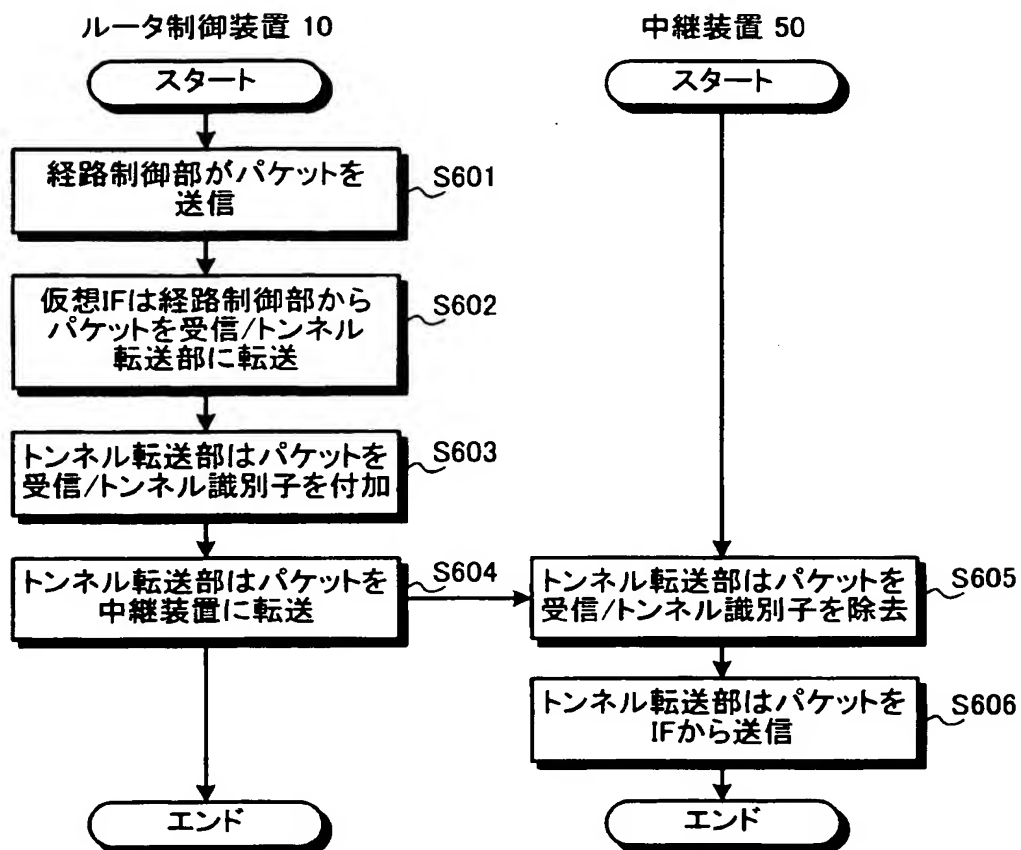 ルータ制御装置 10
スタート
経路制御部がパケットを
送信
S601
仮想IFは経路制御部から
パケットを受信/トンネル
転送部に転送
S602
トンネル転送部はパケットを
受信/トンネル識別子を付加
S603
トンネル転送部はパケットを
中継装置に転送
S604
エンド
中継装置 50
スタート
トンネル転送部はパケットを
受信/トンネル識別子を除去
S605
トンネル転送部はパケットを
IFから送信
S606
エンド